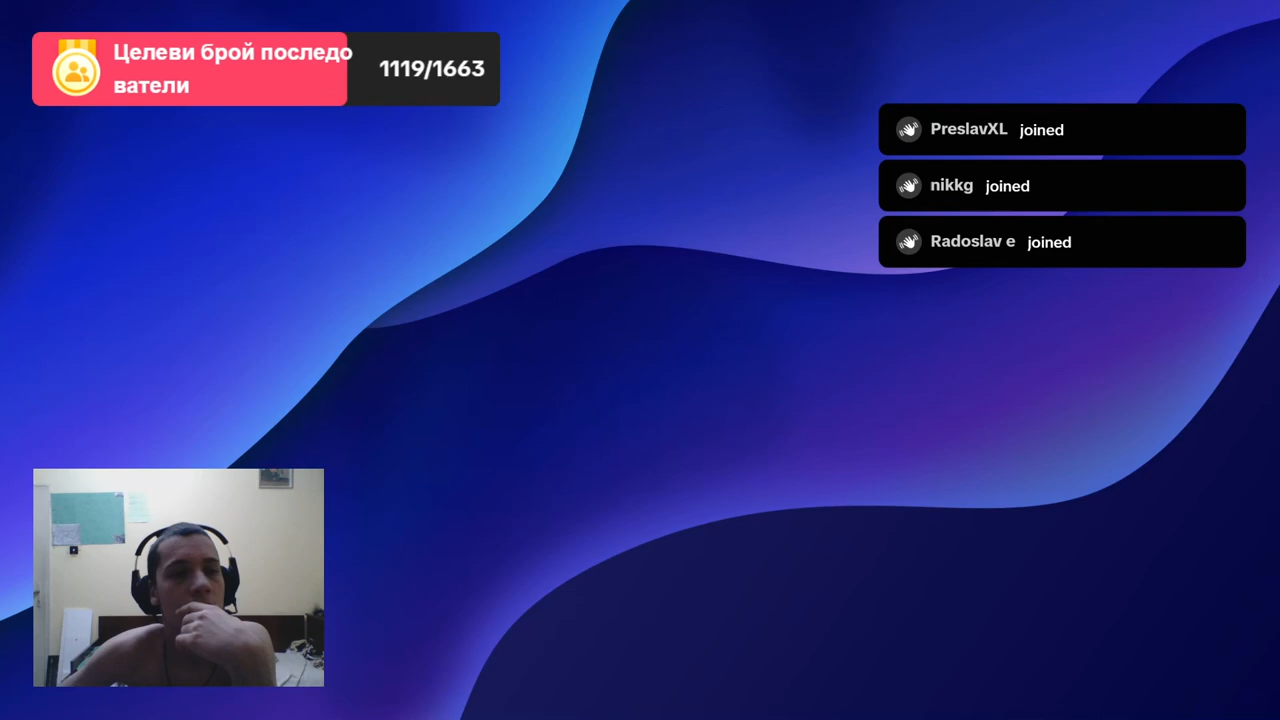 Целеви брой последо
ватели
1119/1663
PreslavXL joined
nikkg joined
Radoslav e joined